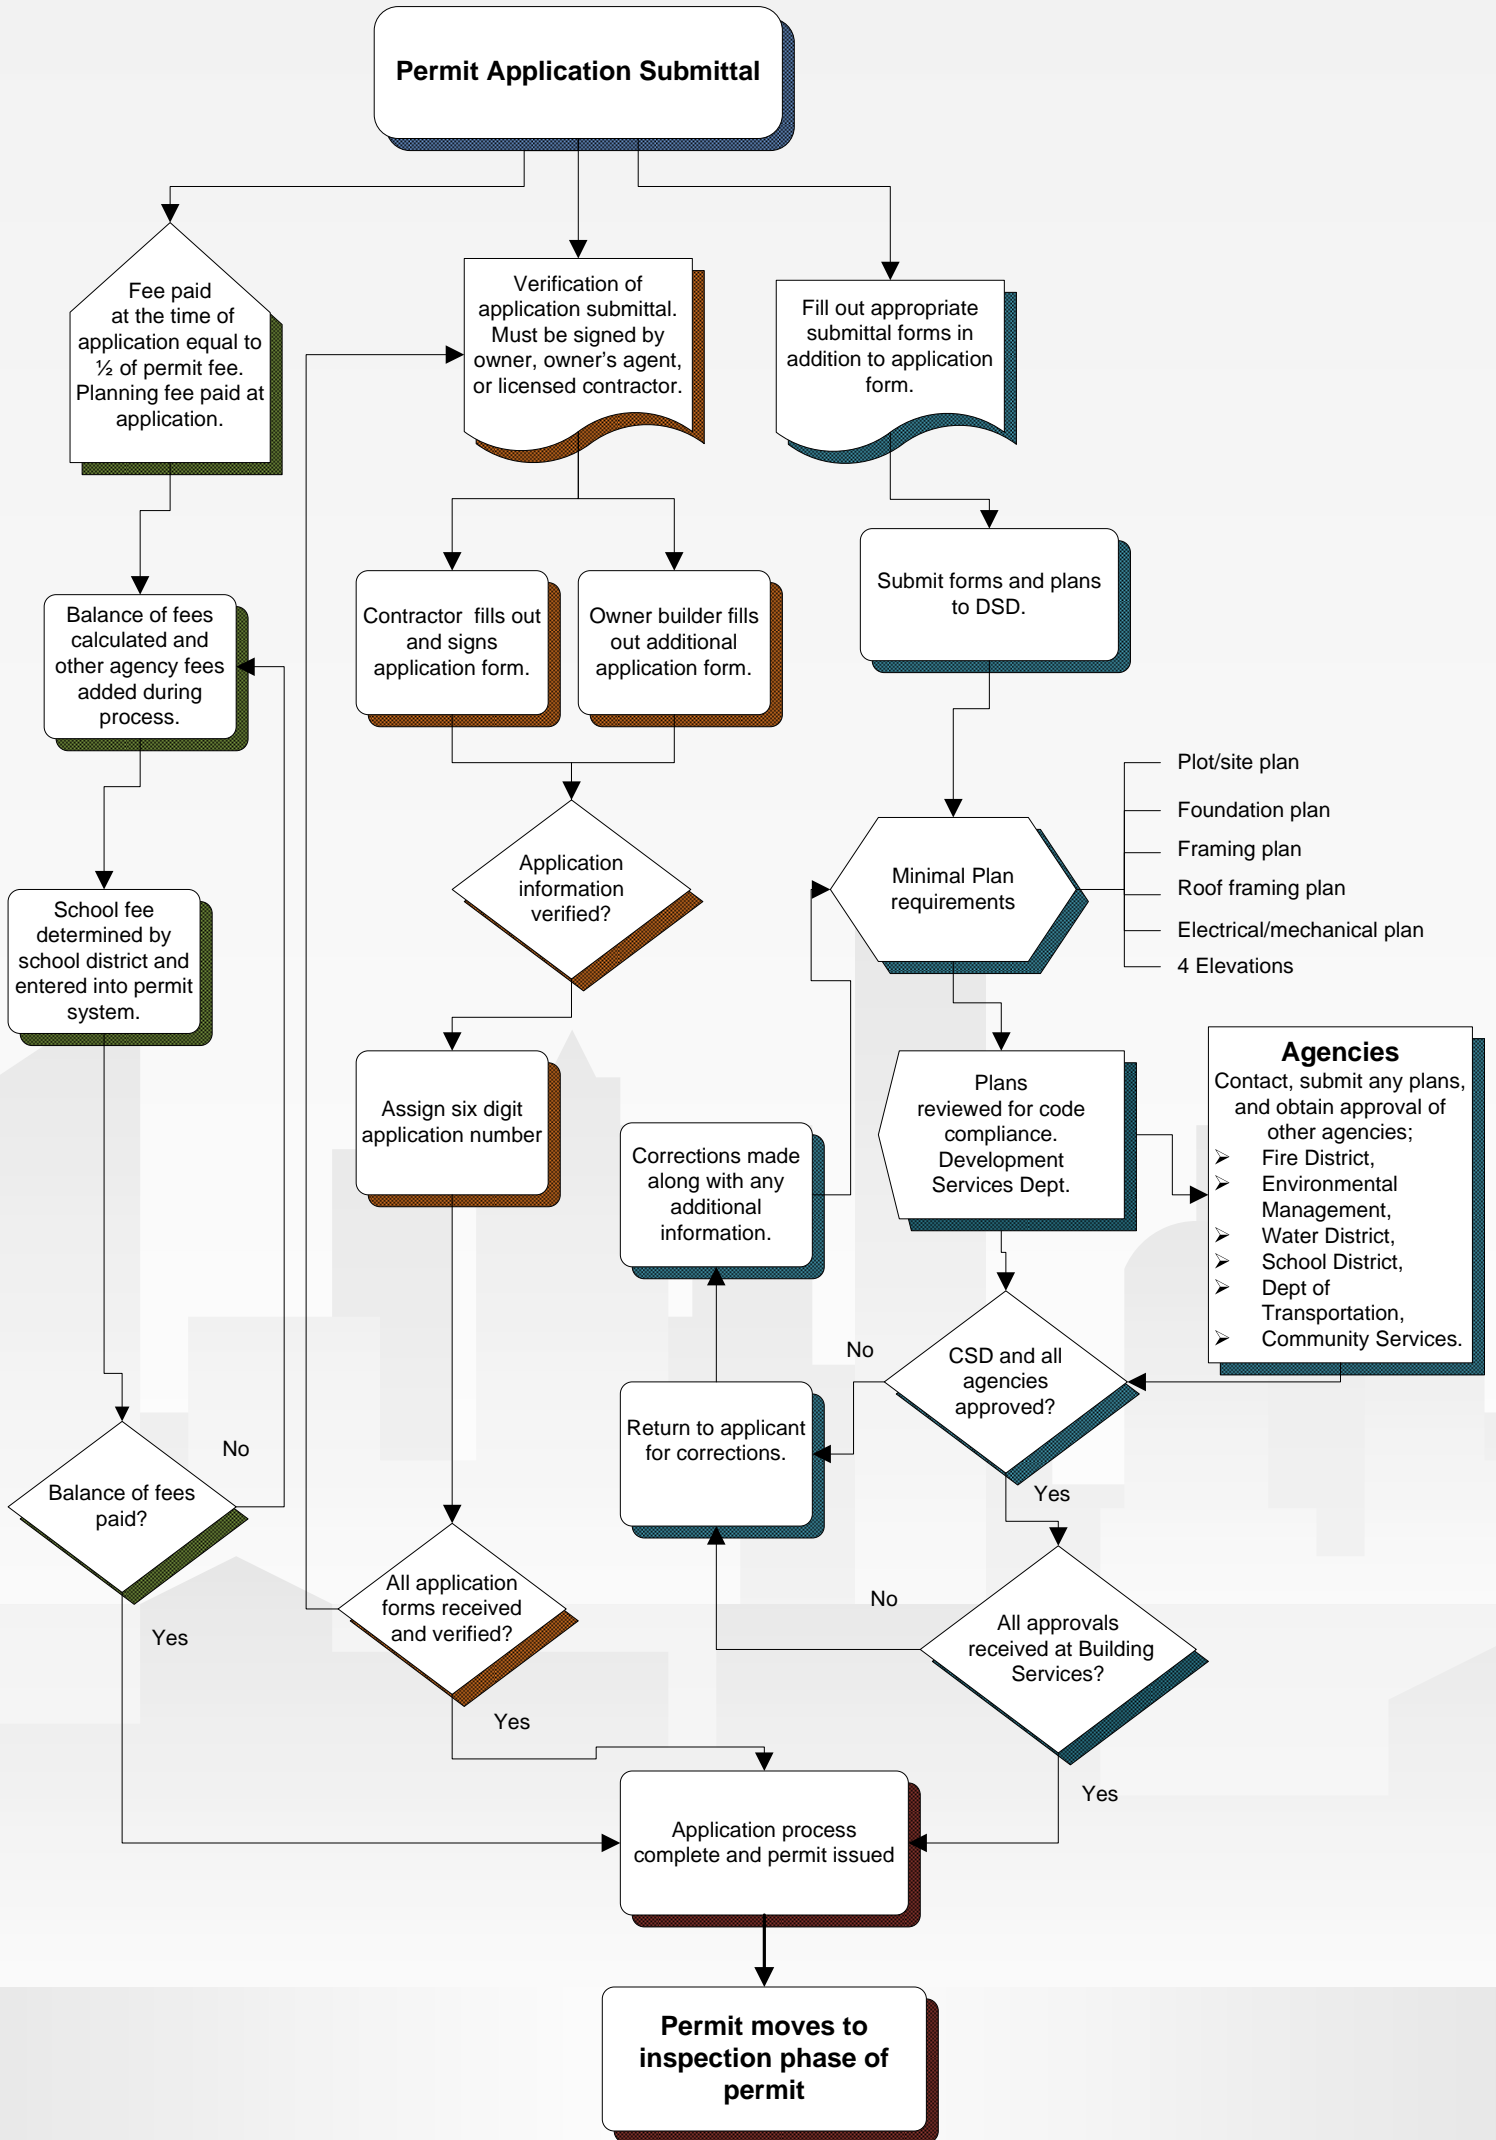 Permit Application Submittal
Fee paid
at the time of
application equal to
½ of permit fee.
Planning fee paid at
application.
Verification of
application submittal.
Must be signed by
owner, owner’s agent,
or licensed contractor.
Fill out appropriate
submittal forms in
addition to application
form.
Balance of fees
calculated and
other agency fees
added during
process.
Contractor fills out
and signs
application form.
Owner builder fills
out additional
application form.
Submit forms and plans
to DSD.
School fee
determined by
school district and
entered into permit
system.
Application
information
verified?
Minimal Plan
requirements
Plot/site plan
Foundation plan
Framing plan
Roof framing plan
Electrical/mechanical plan
4 Elevations
Assign six digit
application number
Corrections made
along with any
additional
information.
Plans
reviewed for code
compliance.
Development
Services Dept.
Agencies
Contact, submit any plans,
and obtain approval of
other agencies;
➢ Fire District,
➢ Environmental
Management,
➢ Water District,
➢ School District,
➢ Dept of
Transportation,
➢ Community Services.
No
CSD and all
agencies
approved?
Return to applicant
for corrections.
Yes
No
Balance of fees
paid?
Yes
All application
forms received
and verified?
Yes
No
All approvals
received at Building
Services?
Yes
Application process
complete and permit issued
Permit moves to
inspection phase of
permit